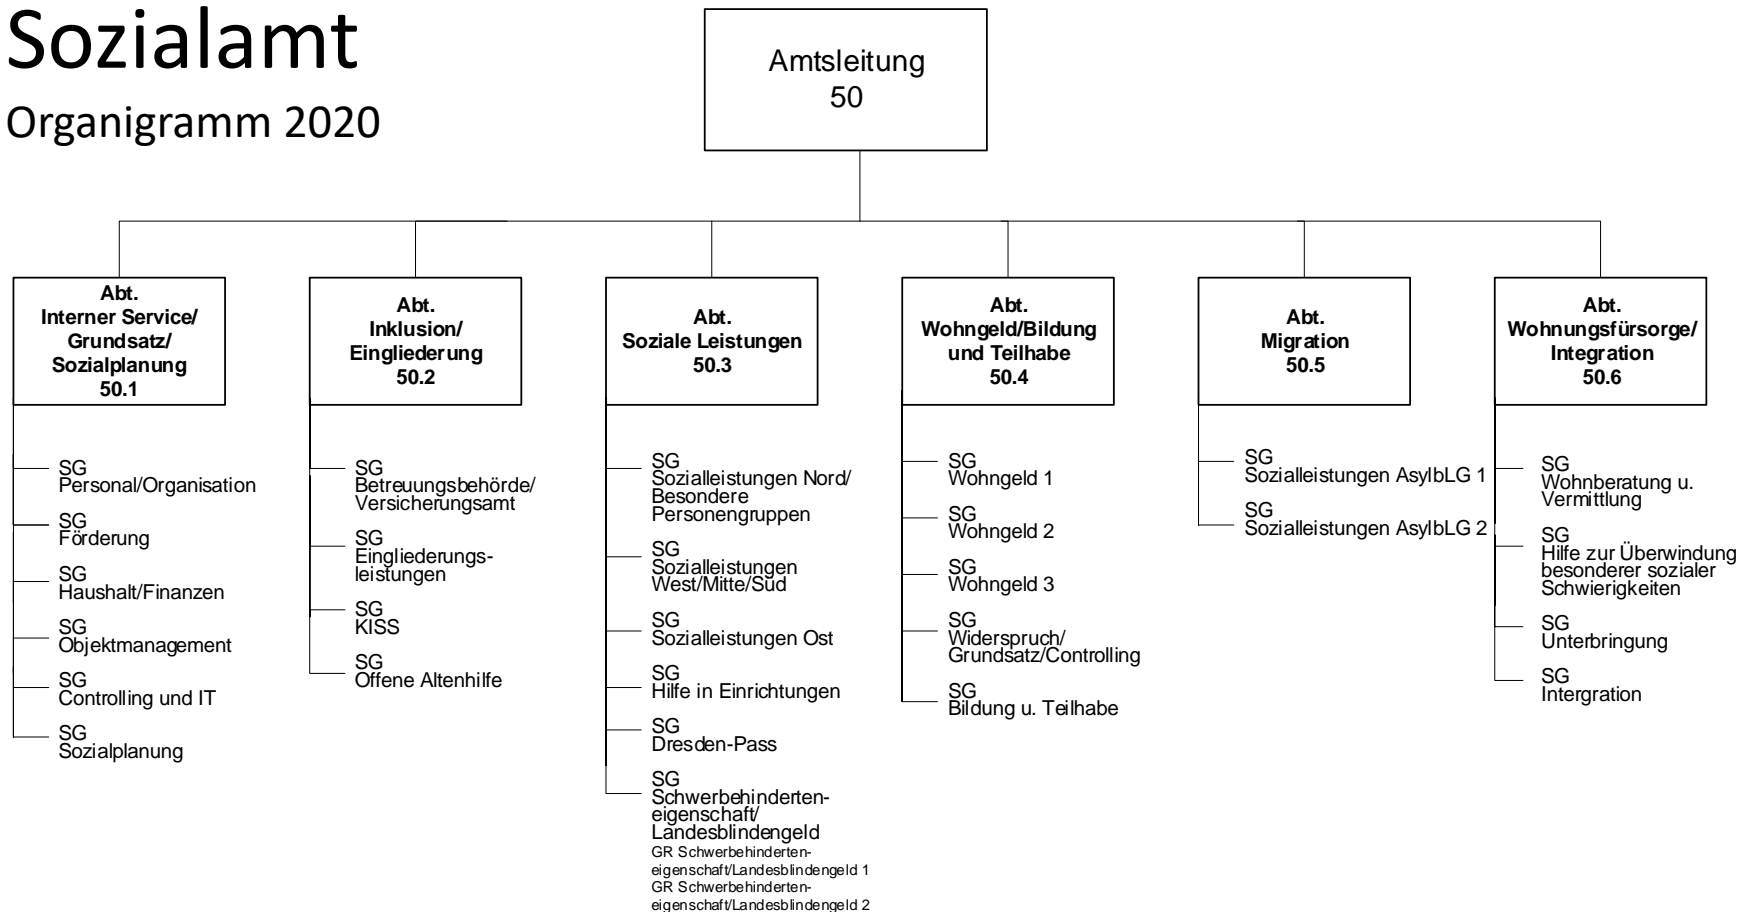 Sozialamt
Organigramm 2020
Amtsleitung
50
Abt.
Interner Service/
Grundsatz/
Sozialplanung
50.1
SG
Personal/Organisation
SG
Förderung
SG
Haushalt/Finanzen
SG
Objektmanagement
SG
Controlling und IT
SG
Sozialplanung
Abt.
Inklusion/
Eingliederung
50.2
SG
Betreuungsbehörde/
Versicherungsamt
SG
Eingliederungs-
leistungen
SG
KISS
SG
Offene Altenhilfe
Abt.
Soziale Leistungen
50.3
SG
Sozialleistungen Nord/
Besondere
Personengruppen
SG
Sozialleistungen
West/Mitte/Süd
SG
Sozialleistungen Ost
SG
Hilfe in Einrichtungen
SG
Dresden-Pass
SG
Schwerbehinderten-
eigenschaft/
Landesblindengeld
GR Schwerbehinderten-
eigenschaft/Landesblindengeld 1
GR Schwerbehinderten-
eigenschaft/Landesblindengeld 2
Abt.
Wohngeld/Bildung
und Teilhabe
50.4
SG
Wohngeld 1
SG
Wohngeld 2
SG
Wohngeld 3
SG
Widerspruch/
Grundsatz/Controlling
SG
Bildung u. Teilhabe
Abt.
Migration
50.5
SG
Sozialleistungen AsylbLG 1
SG
Sozialleistungen AsylbLG 2
Abt.
Wohnungsfürsorge/
Integration
50.6
SG
Wohnberatung u.
Vermittlung
SG
Hilfe zur Überwindung
besonderer sozialer
Schwierigkeiten
SG
Unterbringung
SG
Intergration